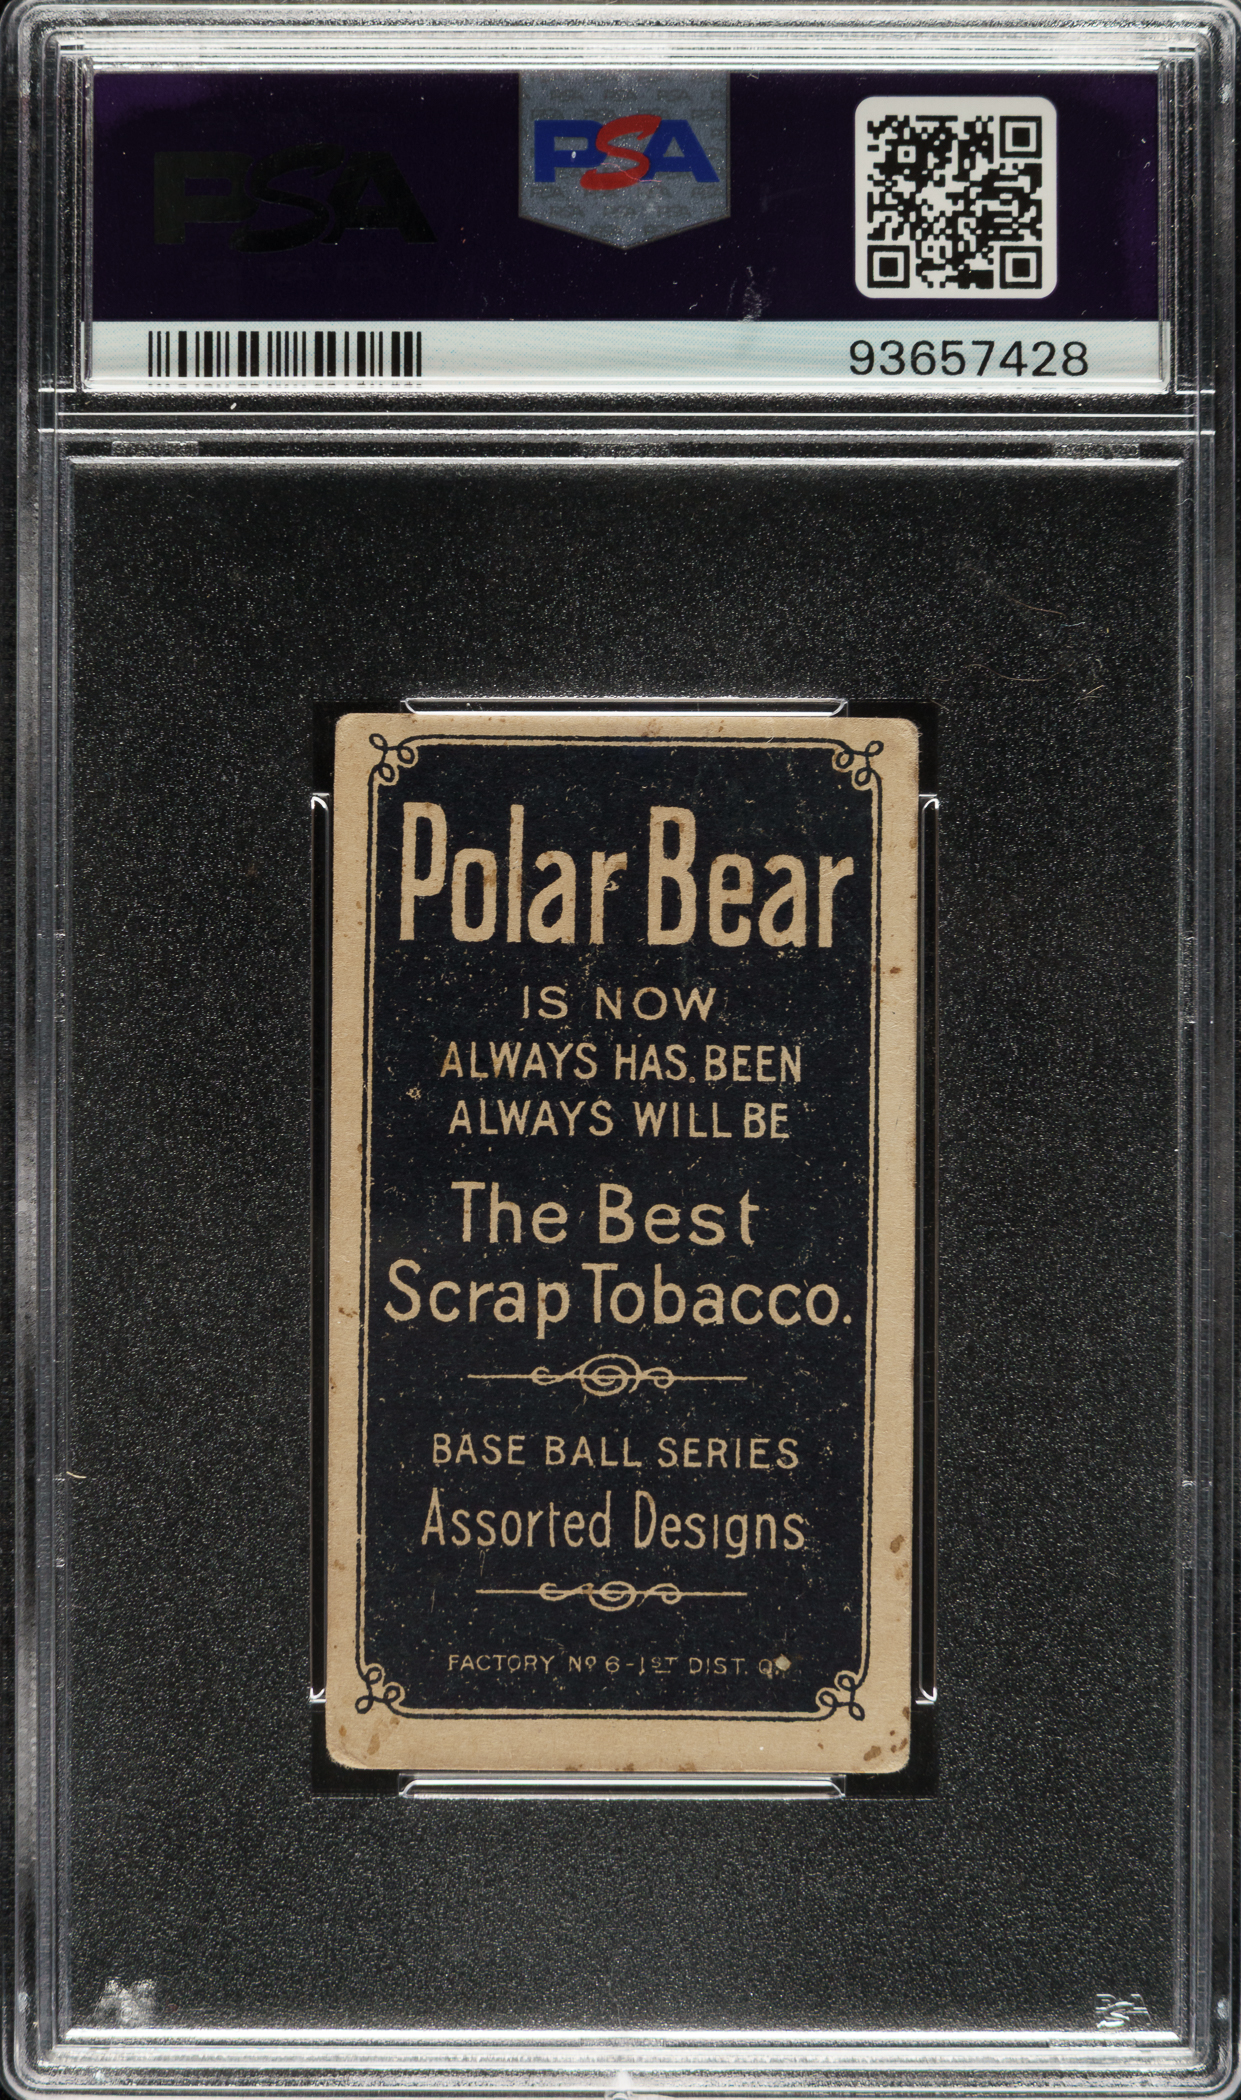 PSA
PSA
93657428
Polar Bear
IS NOW
ALWAYS HAS BEEN
ALWAYS WILL BE
The Best
Scrap Tobacco.
BASE BALL SERIES
Assorted Designs
FACTORY Nº 6-1ST DIST. O.
PSA